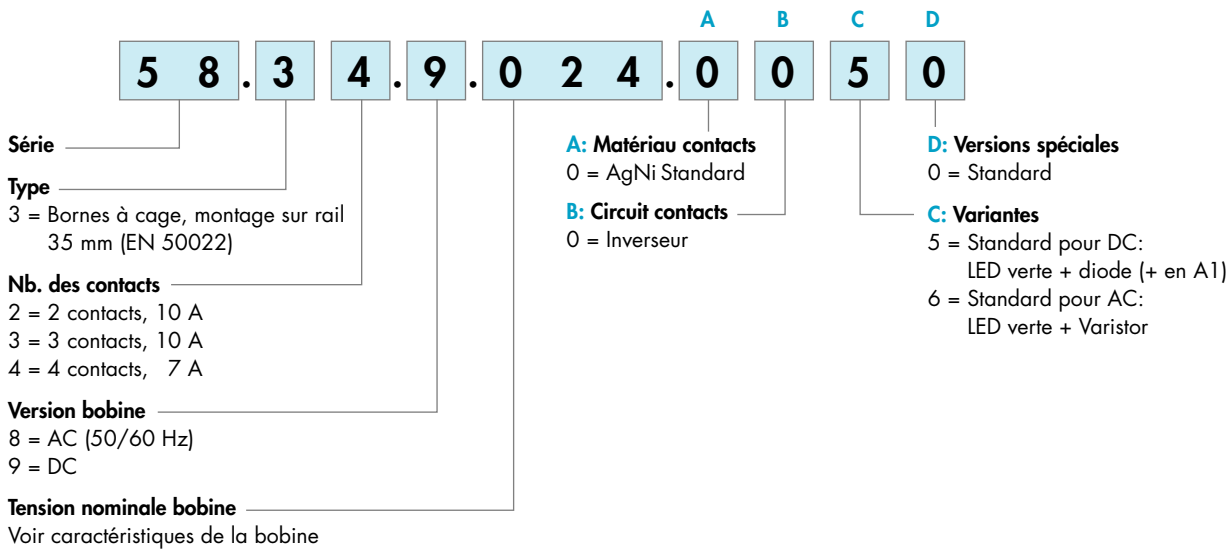 A B C D
5 8 . 3 4 . 9 . 0 2 4 . 0 0 5 0
Série
Type
3 = Bornes à cage, montage sur rail
35 mm (EN 50022)
Nb. des contacts
2 = 2 contacts, 10 A
3 = 3 contacts, 10 A
4 = 4 contacts, 7 A
Version bobine
8 = AC (50/60 Hz)
9 = DC
Tension nominale bobine
Voir caractéristiques de la bobine
A: Matériau contacts
0 = AgNi Standard
B: Circuit contacts
0 = Inverseur
D: Versions spéciales
0 = Standard
C: Variantes
5 = Standard pour DC:
LED verte + diode (+ en A1)
6 = Standard pour AC:
LED verte + Varistor